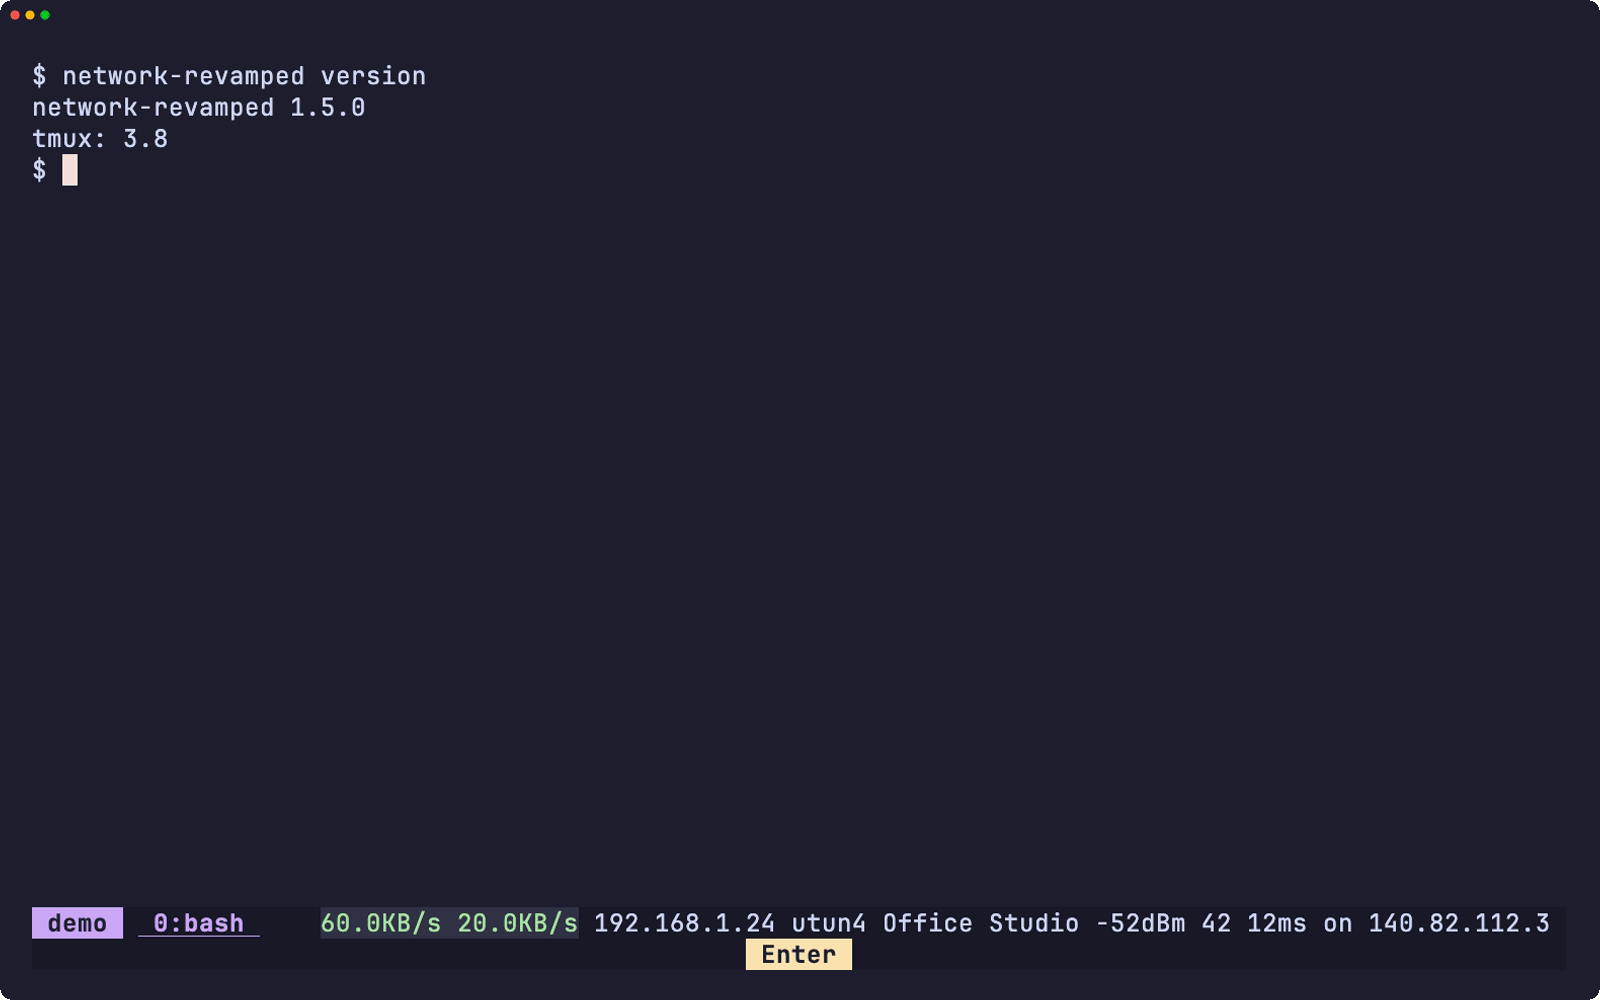 $ network-revamped version
network-revamped 1.5.0
tmux: 3.8
$
demo 0:bash 60.0KB/s 20.0KB/s 192.168.1.24 utun4 Office Studio -52dBm 42 12ms on 140.82.112.3
Enter